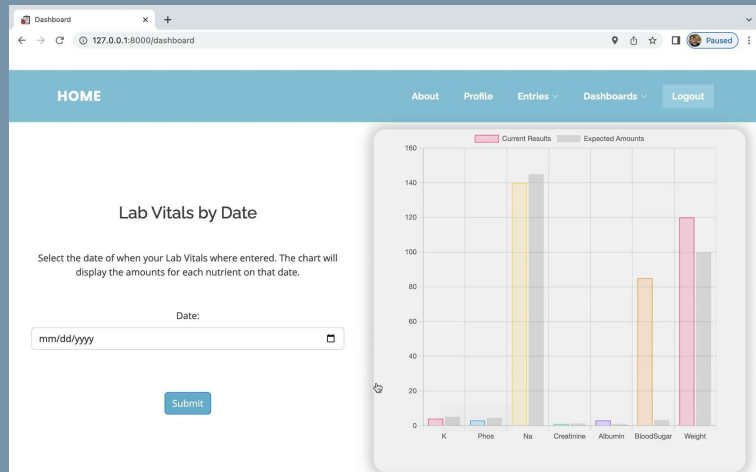 Dashboard
127.0.0.1:8000/dashboard
Paused
HOME
About Profile Entries Dashboards Logout
Lab Vitals by Date
Select the date of when your Lab Vitals where entered. The chart will
display the amounts for each nutrient on that date.
Date:
mm/dd/yyyy
Submit
Current Results Expected Amounts
160
140
120
100
80
60
40
20
0
K Phos Na Creatinine Albumin BloodSugar Weight